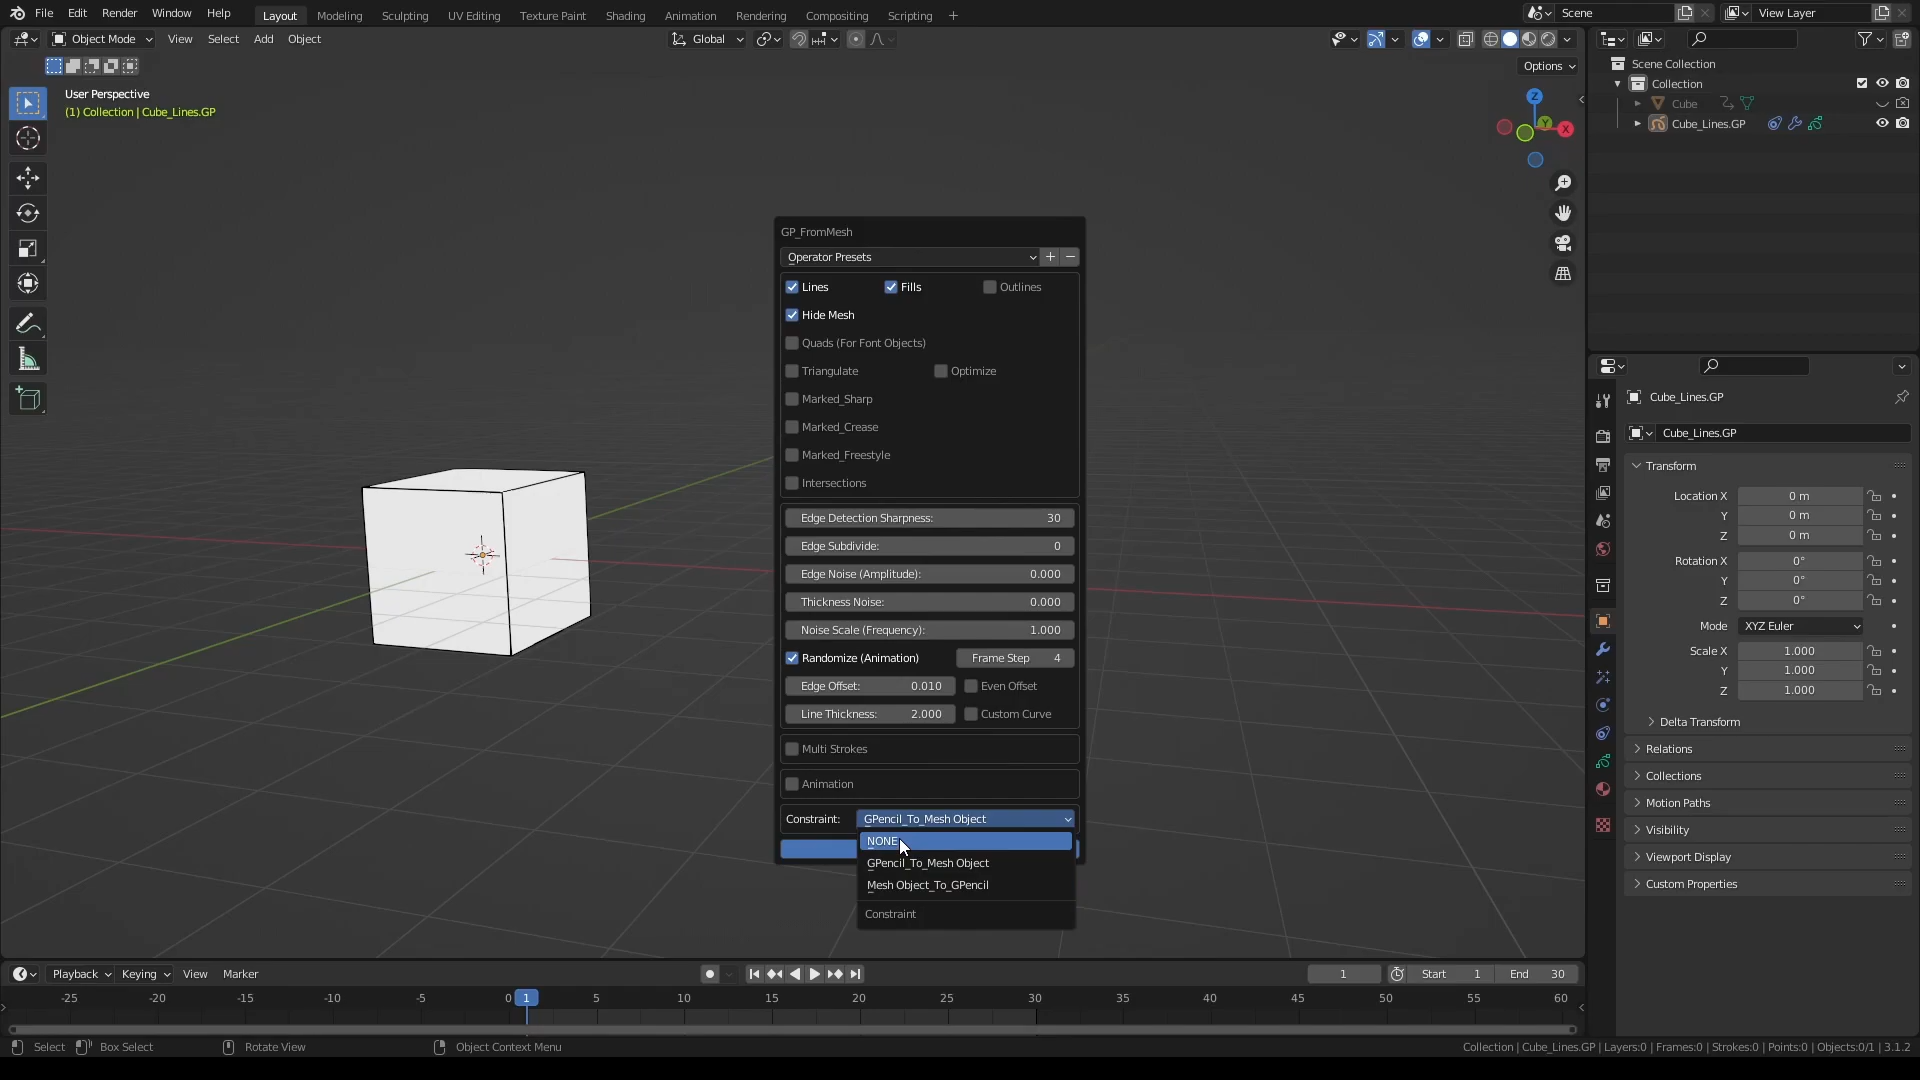 File Edit Render Window Help Layout Modeling Sculpting UV Editing Texture Paint Shading Animation Rendering Compositing Scripting + Scene View Layer
Object Mode View Select Add Object Global
Options
User Perspective
(1) Collection | Cube_Lines.GP
Z
Y
X
Scene Collection
Collection
Cube
Cube_Lines.GP
GP_FromMesh
Operator Presets + −
Lines Fills Outlines
Hide Mesh
Quads (For Font Objects)
Triangulate Optimize
Marked_Sharp
Marked_Crease
Marked_Freestyle
Intersections
Edge Detection Sharpness: 30
Edge Subdivide: 0
Edge Noise (Amplitude): 0.000
Thickness Noise: 0.000
Noise Scale (Frequency): 1.000
Randomize (Animation) Frame Step 4
Edge Offset: 0.010 Even Offset
Line Thickness: 2.000 Custom Curve
Multi Strokes
Animation
Constraint: GPencil_To_Mesh Object
NONE
GPencil_To_Mesh Object
Mesh Object_To_GPencil
Constraint
Cube_Lines.GP
Cube_Lines.GP
Transform
Location X 0 m
Y 0 m
Z 0 m
Rotation X 0°
Y 0°
Z 0°
Mode XYZ Euler
Scale X 1.000
Y 1.000
Z 1.000
Delta Transform
Relations
Collections
Motion Paths
Visibility
Viewport Display
Custom Properties
Playback Keying View Marker 1 Start 1 End 30
-25 -20 -15 -10 -5 0 1 5 10 15 20 25 30 35 40 45 50 55 60
Select Box Select Rotate View Object Context Menu Collection | Cube_Lines.GP | Layers:0 | Frames:0 | Strokes:0 | Points:0 | Objects:0/1 | 3.1.2